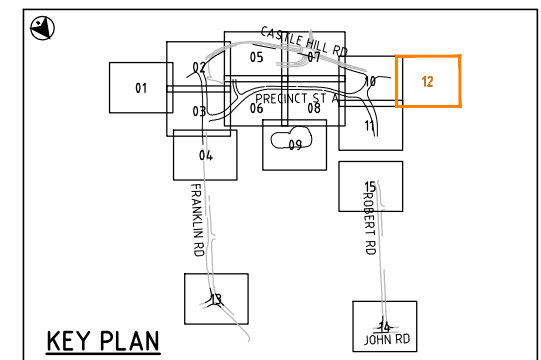 CASTLE HILL RD
05
07
02
01
10
12
PRECINCT ST A
03
06
08
11
09
04
15
FRANKLIN RD
ROBERT RD
13
14
JOHN RD
KEY PLAN